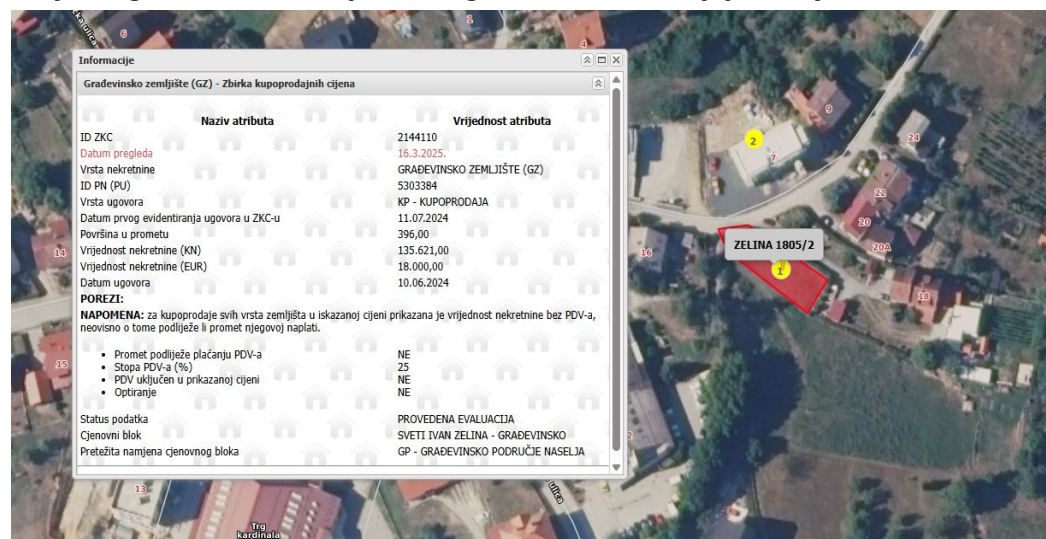 Informacije
Građevinsko zemljište (GZ) - Zbirka kupoprodajnih cijena
Naziv atributa Vrijednost atributa
ID ZKC 2144110
Datum pregleda 16.3.2025.
Vrsta nekretnine GRAĐEVINSKO ZEMLJIŠTE (GZ)
ID PN (PU) 5303384
Vrsta ugovora KP - KUPOPRODAJA
Datum prvog evidentiranja ugovora u ZKC-u 11.07.2024
Površina u prometu 396,00
Vrijednost nekretnine (KN) 135.621,00
Vrijednost nekretnine (EUR) 18.000,00
Datum ugovora 10.06.2024
POREZI:
NAPOMENA: za kupoprodaje svih vrsta zemljišta u iskazanoj cijeni prikazana je vrijednost nekretnine bez PDV-a,
neovisno o tome podliježe li promet njegovoj naplati.
• Promet podliježe plaćanju PDV-a NE
• Stopa PDV-a (%) 25
• PDV uključen u prikazanoj cijeni NE
• Optiranje NE
Status podatka PROVEDENA EVALUACIJA
Cjenovni blok SVETI IVAN ZELINA - GRAĐEVINSKO
Pretežita namjena cjenovnog bloka GP - GRAĐEVINSKO PODRUČJE NASELJA
ZELINA 1805/2
1
2
7
9
24
22
20
20A
18
16
14
15
13
6
1
4
2
ulica
ulica
Trg
kardinala